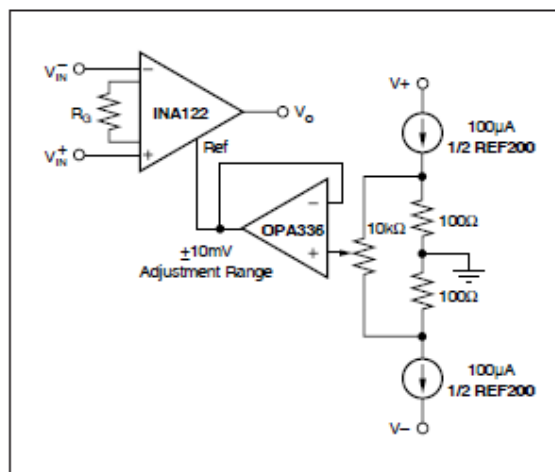 V−IN
RG
V+IN
−
+
INA122
Ref
VO
±10mV
Adjustment Range
−
+
OPA336
10kΩ
V+
100µA
1/2 REF200
100Ω
100Ω
100µA
1/2 REF200
V−